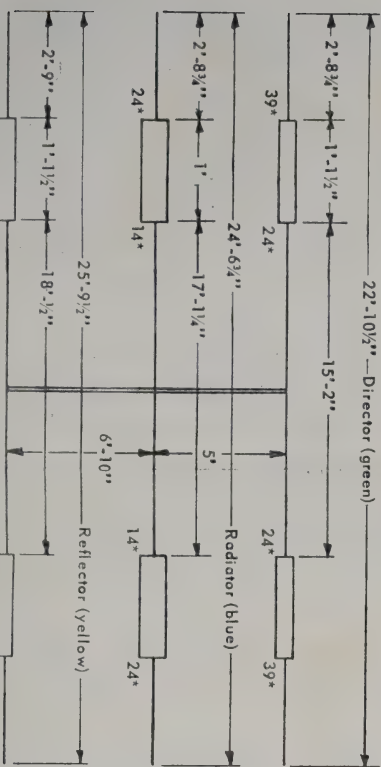 22'-10½" — Director (green)
2'-8¾" 1'-1½" 15'-2"
39* 24* 24* 39*
5'
24'-6¾" Radiator (blue)
2'-8¾" 1' 17'-1¼"
24* 14* 14* 24*
6'-10"
25'-9½" Reflector (yellow)
2'-9" 1'-1½" 18'-½"